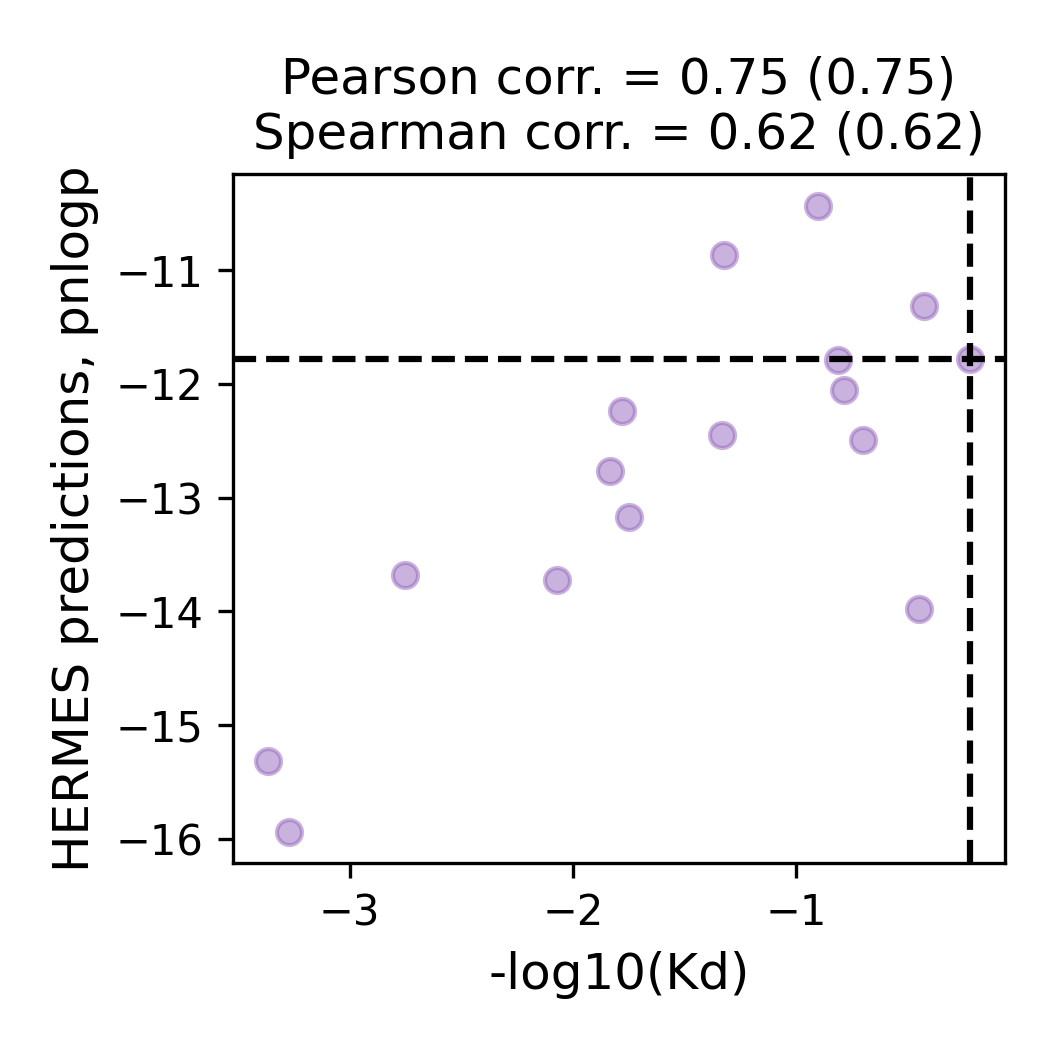 Pearson corr. = 0.75 (0.75)
Spearman corr. = 0.62 (0.62)
HERMES predictions, pnlogp
−11
−12
−13
−14
−15
−16
−3
−2
−1
-log10(Kd)